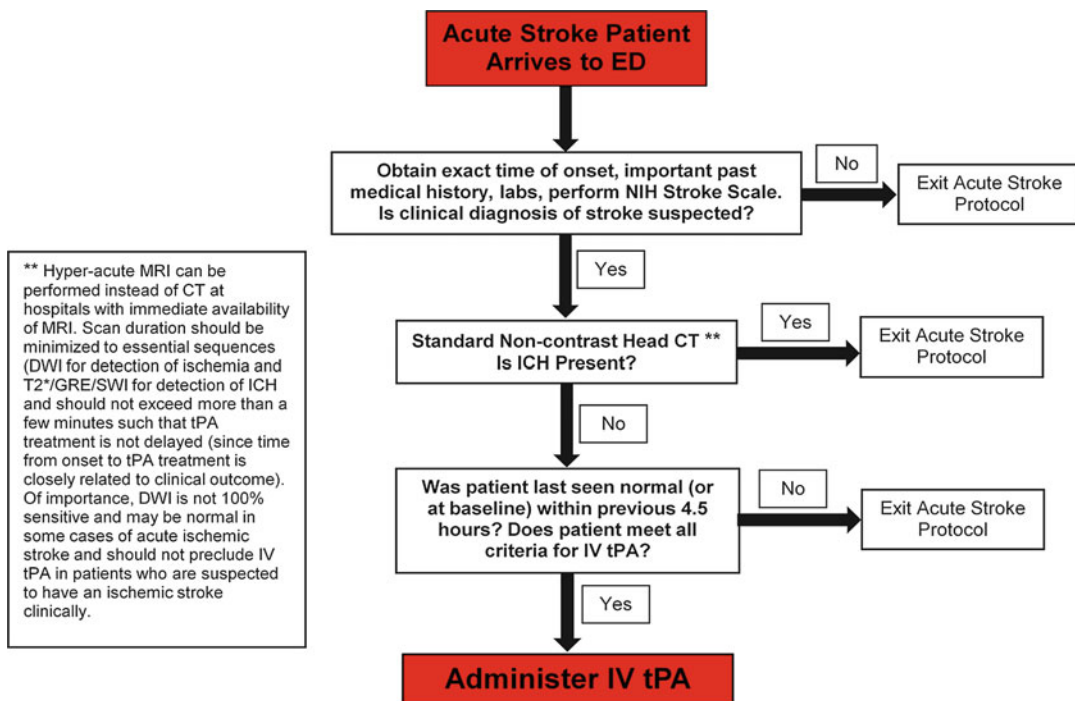 Acute Stroke Patient
Arrives to ED
Obtain exact time of onset, important past
medical history, labs, perform NIH Stroke Scale.
Is clinical diagnosis of stroke suspected?
No
Exit Acute Stroke
Protocol
Yes
** Hyper-acute MRI can be
performed instead of CT at
hospitals with immediate availability
of MRI. Scan duration should be
minimized to essential sequences
(DWI for detection of ischemia and
T2*/GRE/SWI for detection of ICH
and should not exceed more than a
few minutes such that tPA
treatment is not delayed (since time
from onset to tPA treatment is
closely related to clinical outcome).
Of importance, DWI is not 100%
sensitive and may be normal in
some cases of acute ischemic
stroke and should not preclude IV
tPA in patients who are suspected
to have an ischemic stroke
clinically.
Standard Non-contrast Head CT **
Is ICH Present?
Yes
Exit Acute Stroke
Protocol
No
Was patient last seen normal (or
at baseline) within previous 4.5
hours? Does patient meet all
criteria for IV tPA?
No
Exit Acute Stroke
Protocol
Yes
Administer IV tPA